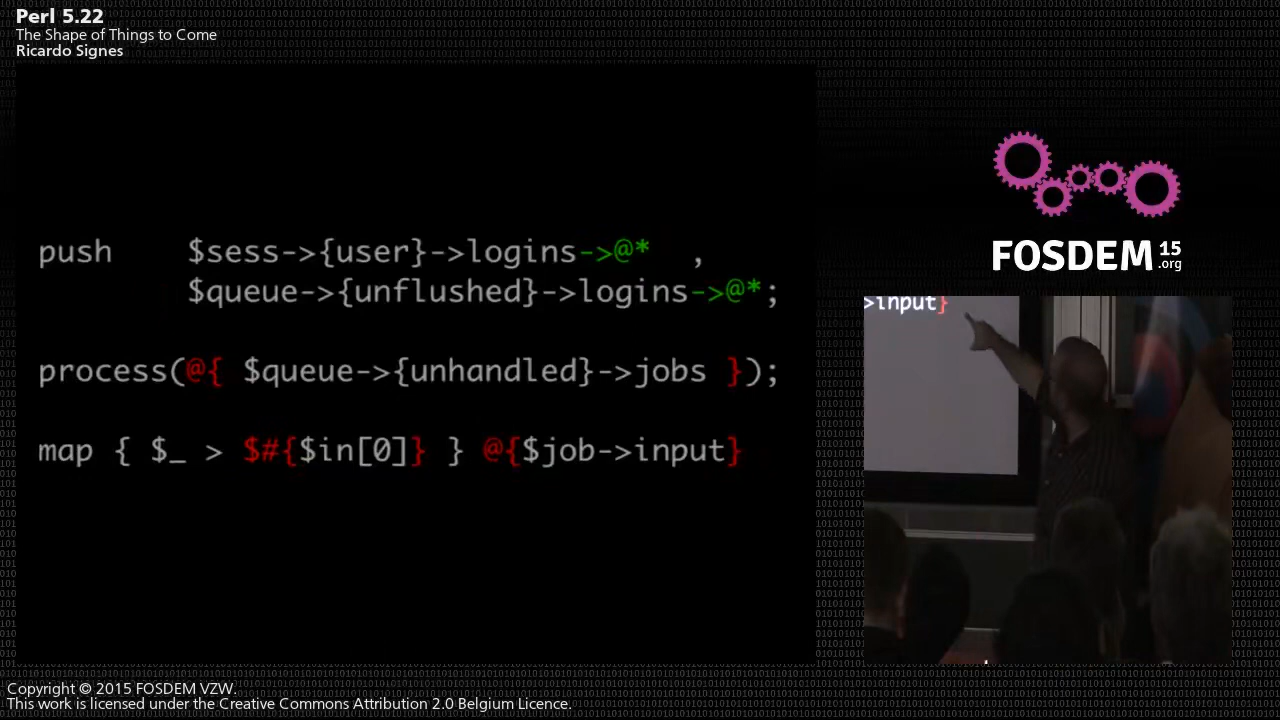 Perl 5.22
The Shape of Things to Come
Ricardo Signes
push    $sess->{user}->logins->@*  ,
$queue->{unflushed}->logins->@*;
process(@{ $queue->{unhandled}->jobs });
map { $_ > $#{$in[0]} } @{$job->input}
FOSDEM 15
.org
>input}
Copyright © 2015 FOSDEM VZW.
This work is licensed under the Creative Commons Attribution 2.0 Belgium Licence.